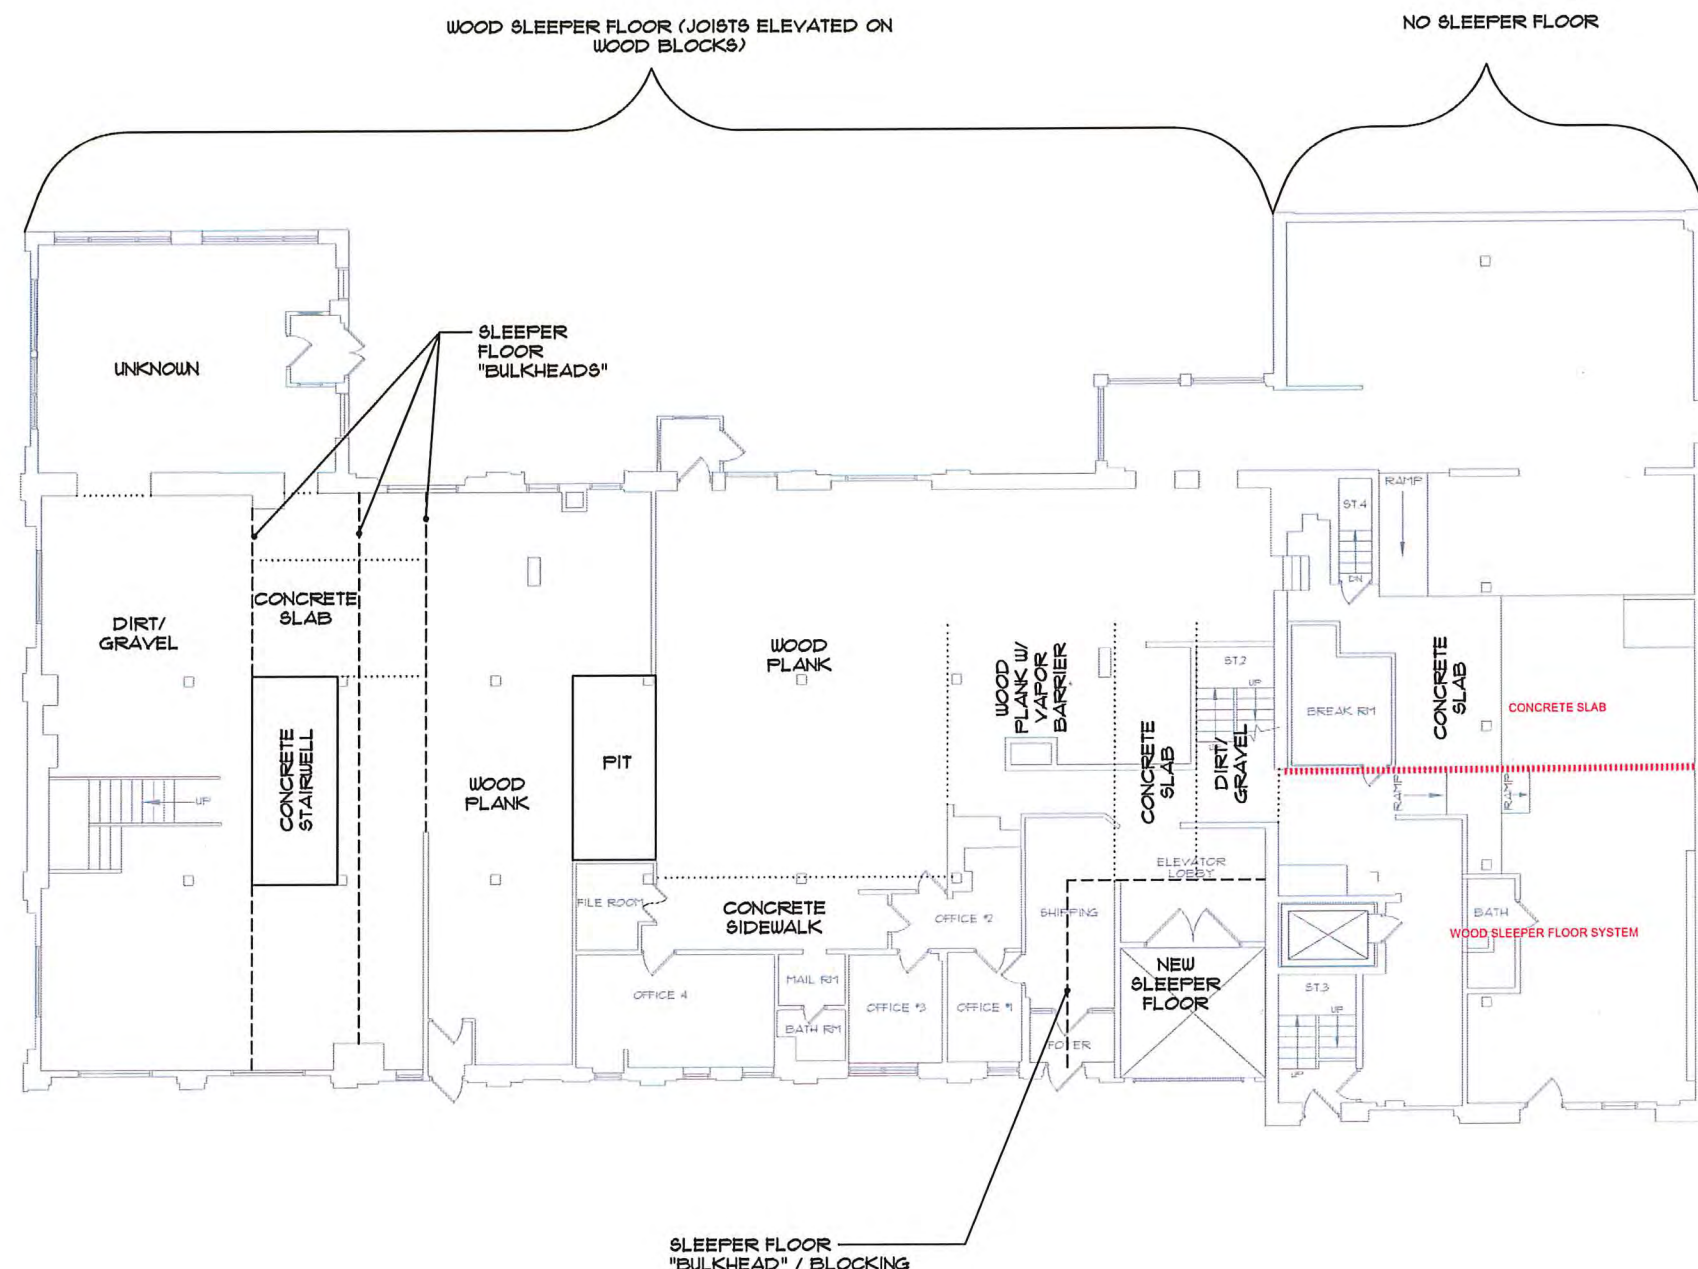 WOOD SLEEPER FLOOR (JOISTS ELEVATED ON
WOOD BLOCKS)
NO SLEEPER FLOOR
SLEEPER
FLOOR
"BULKHEADS"
UNKNOWN
RAMP
ST.4
DN
CONCRETE
SLAB
DIRT/
GRAVEL
WOOD
PLANK
WOOD
PLANK W/
VAPOR
BARRIER
ST.2
UP
UP
CONCRETE
SLAB
DIRT/
GRAVEL
BREAK RM
CONCRETE
SLAB
CONCRETE SLAB
CONCRETE
STAIRWELL
PIT
WOOD
PLANK
UP
RAMP
RAMP
ELEVATOR
LOBBY
FILE ROOM
CONCRETE
SIDEWALK
OFFICE #2
SHIPPING
BATH
WOOD SLEEPER FLOOR SYSTEM
NEW
SLEEPER
FLOOR
OFFICE 4
MAIL RM
OFFICE #3
OFFICE #1
ST.3
UP
BATH RM
FOYER
UP
SLEEPER FLOOR
"BULKHEAD" / BLOCKING